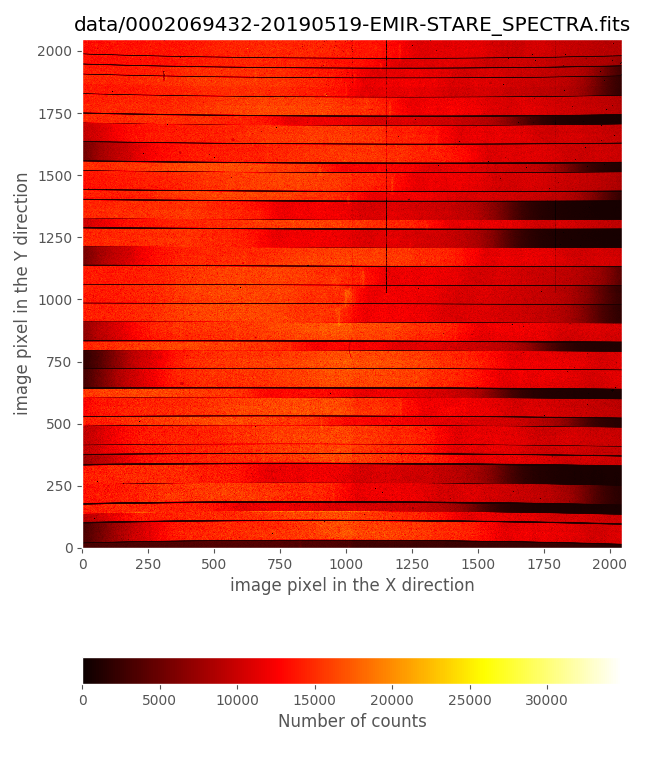 data/0002069432-20190519-EMIR-STARE_SPECTRA.fits
2000
1750
1500
1250
1000
750
500
250
0
image pixel in the Y direction
0 250 500 750 1000 1250 1500 1750 2000
image pixel in the X direction
0 5000 10000 15000 20000 25000 30000
Number of counts